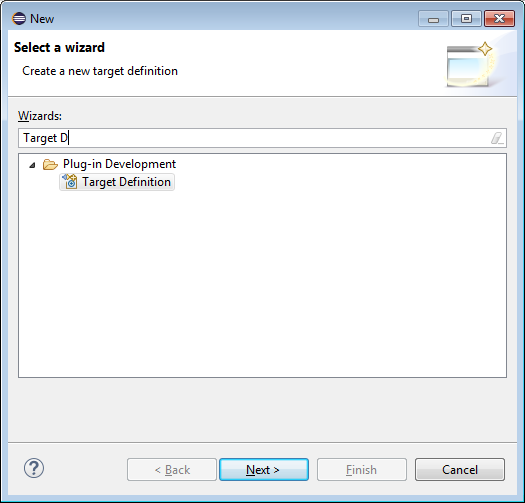 New
Select a wizard
Create a new target definition
Wizards:
Target D
Plug-in Development
Target Definition
?
< Back
Next >
Finish
Cancel